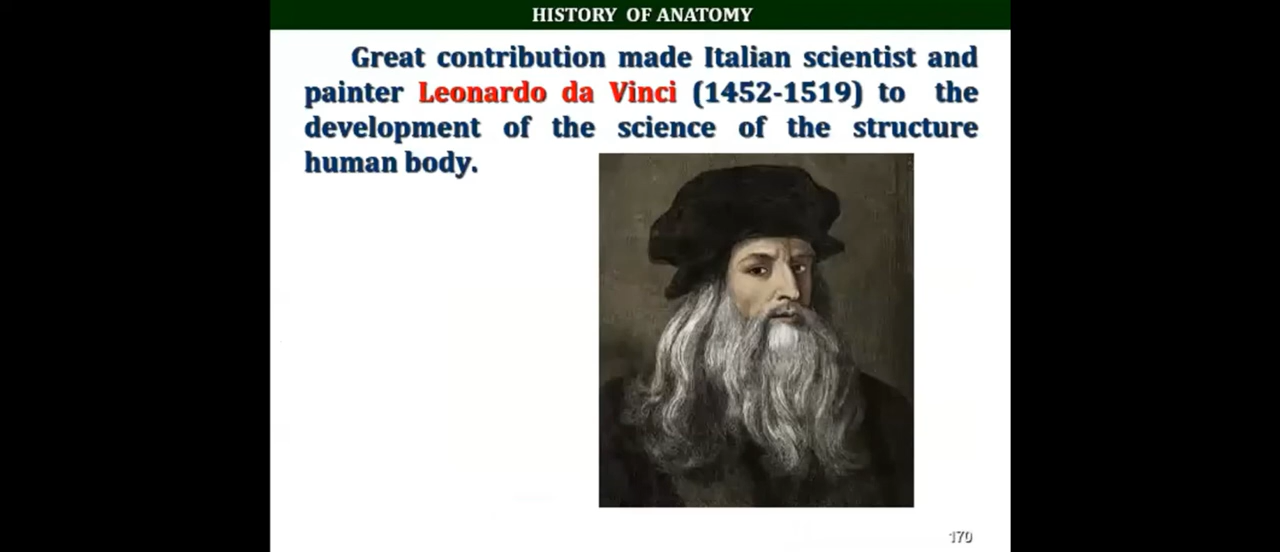 HISTORY OF ANATOMY
Great contribution made Italian scientist and
painter Leonardo da Vinci (1452-1519) to the
development of the science of the structure
human body.
170